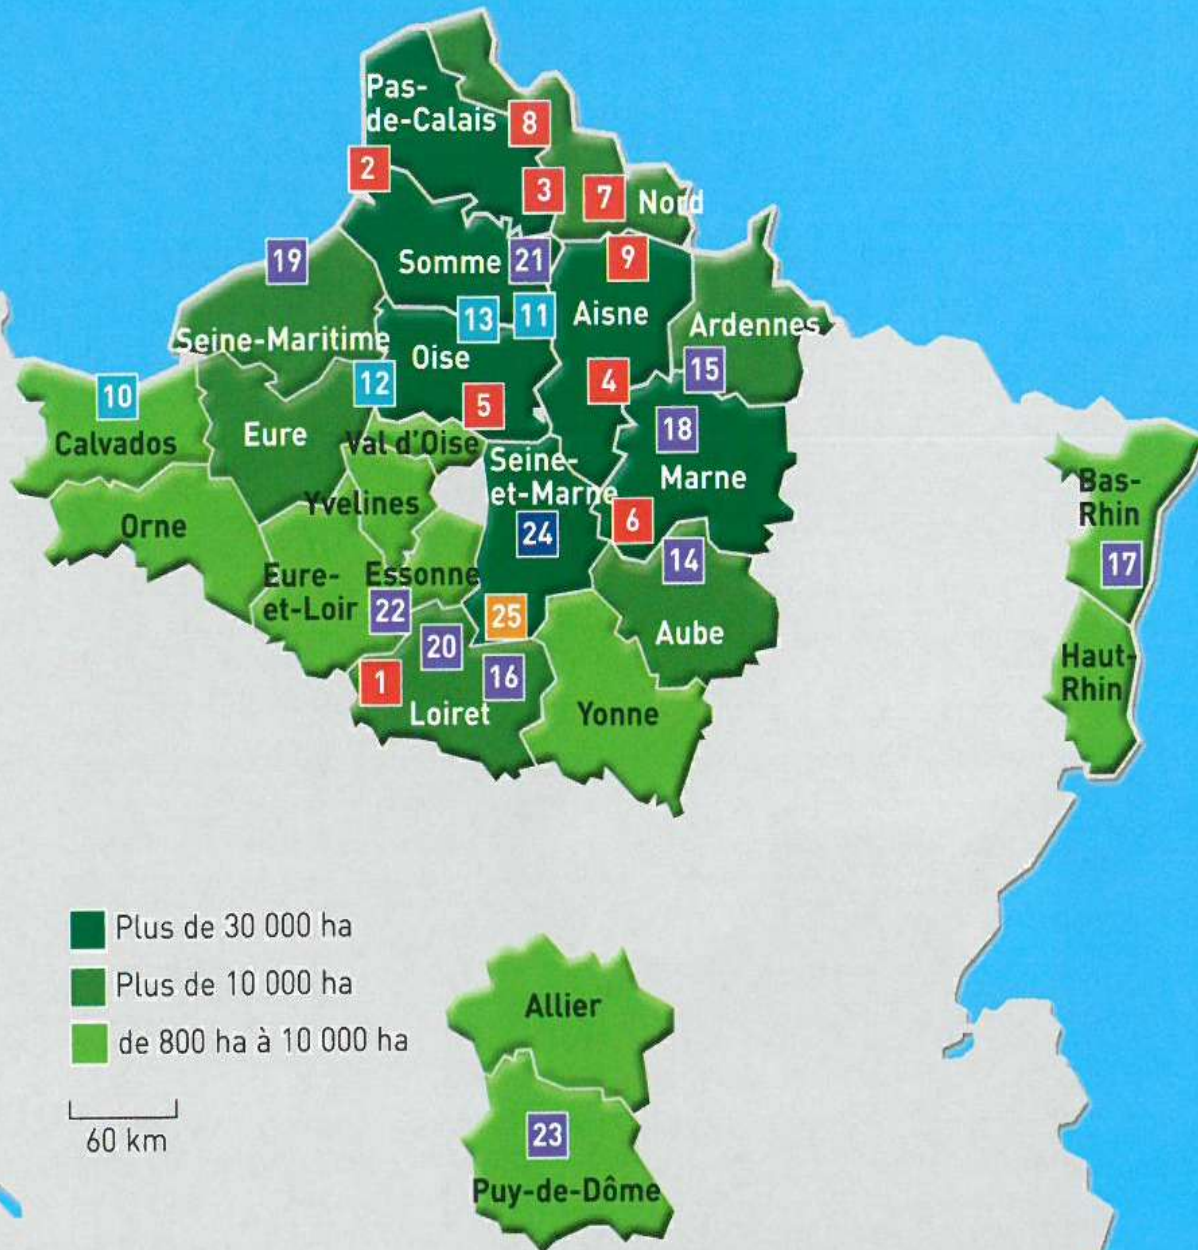 Pas-
de-Calais
8
2
3
7
Nord
19
Somme
21
9
13
11
Aisne
Seine-Maritime
Oise
Ardennes
12
4
15
10
5
18
Calvados
Eure
Val d'Oise
Seine-
et-Marne
Marne
Yvelines
6
Orne
24
14
Bas-
Rhin
17
Eure-
et-Loir
Essonne
22
25
20
Aube
1
16
Loiret
Yonne
Haut-
Rhin
Plus de 30 000 ha
Plus de 10 000 ha
de 800 ha à 10 000 ha
60 km
Allier
23
Puy-de-Dôme